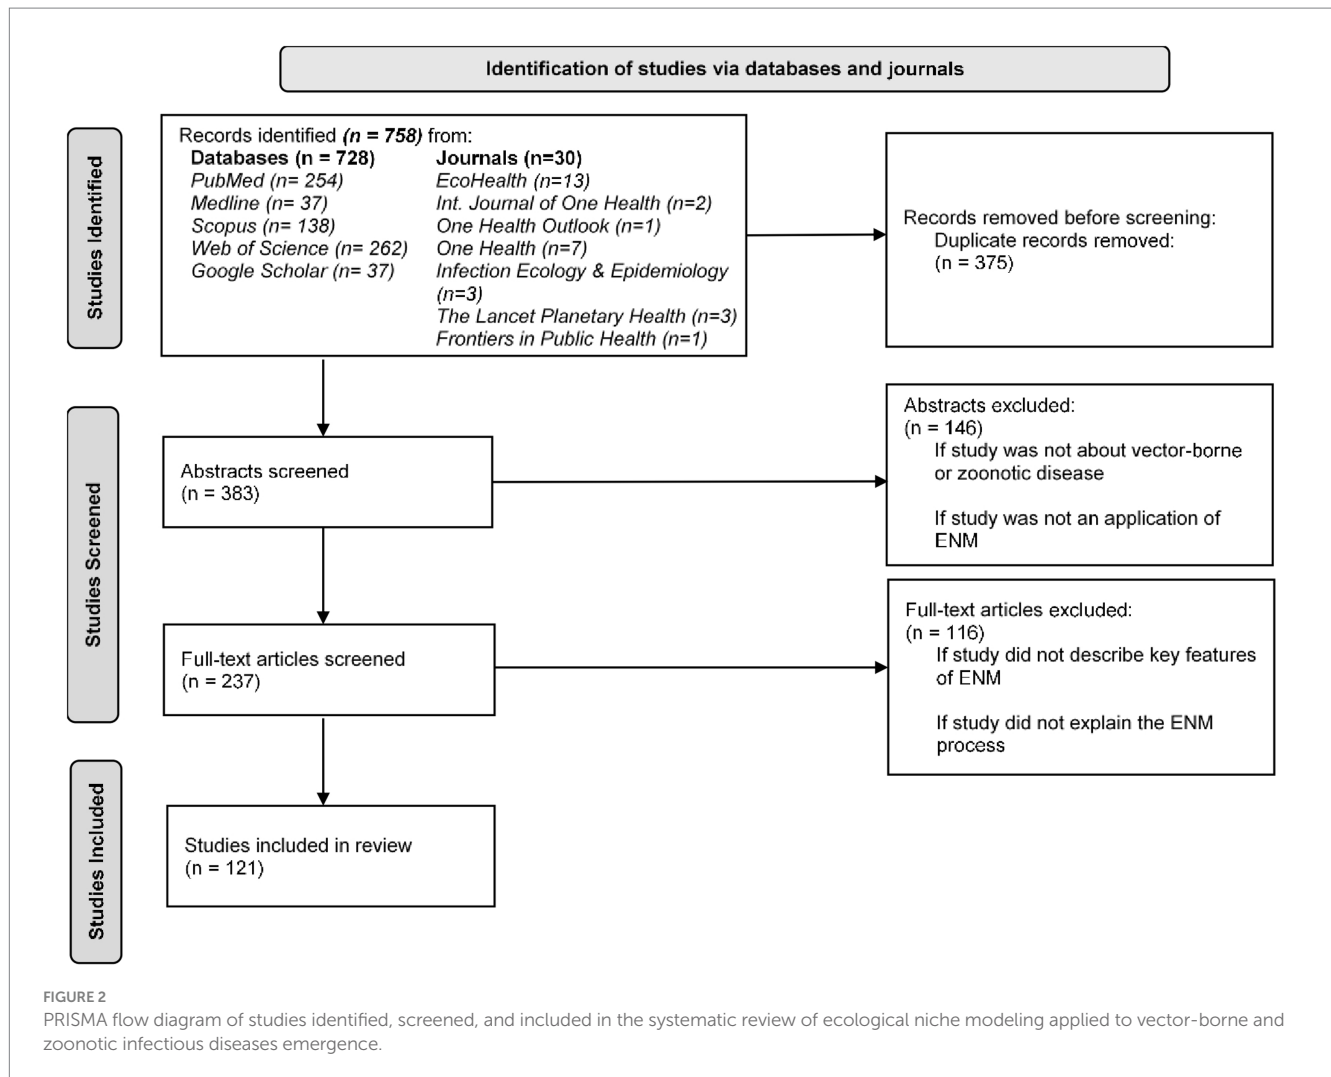 Identification of studies via databases and journals
Studies Identified
Records identified (n = 758) from:
Databases (n = 728)
PubMed (n= 254)
Medline (n= 37)
Scopus (n= 138)
Web of Science (n= 262)
Google Scholar (n= 37)
Journals (n=30)
EcoHealth (n=13)
Int. Journal of One Health (n=2)
One Health Outlook (n=1)
One Health (n=7)
Infection Ecology & Epidemiology
(n=3)
The Lancet Planetary Health (n=3)
Frontiers in Public Health (n=1)
Records removed before screening:
Duplicate records removed:
(n = 375)
Studies Screened
Abstracts screened
(n = 383)
Abstracts excluded:
(n = 146)
If study was not about vector-borne
or zoonotic disease
If study was not an application of
ENM
Full-text articles screened
(n = 237)
Full-text articles excluded:
(n = 116)
If study did not describe key features
of ENM
If study did not explain the ENM
process
Studies Included
Studies included in review
(n = 121)
FIGURE 2
PRISMA flow diagram of studies identified, screened, and included in the systematic review of ecological niche modeling applied to vector-borne and
zoonotic infectious diseases emergence.